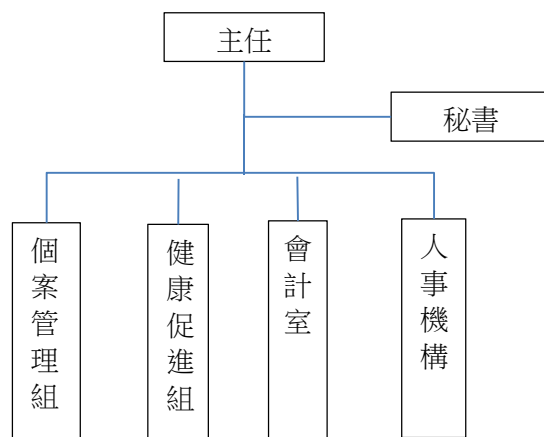 主任
秘書
個案管理組
健康促進組
會計室
人事機構